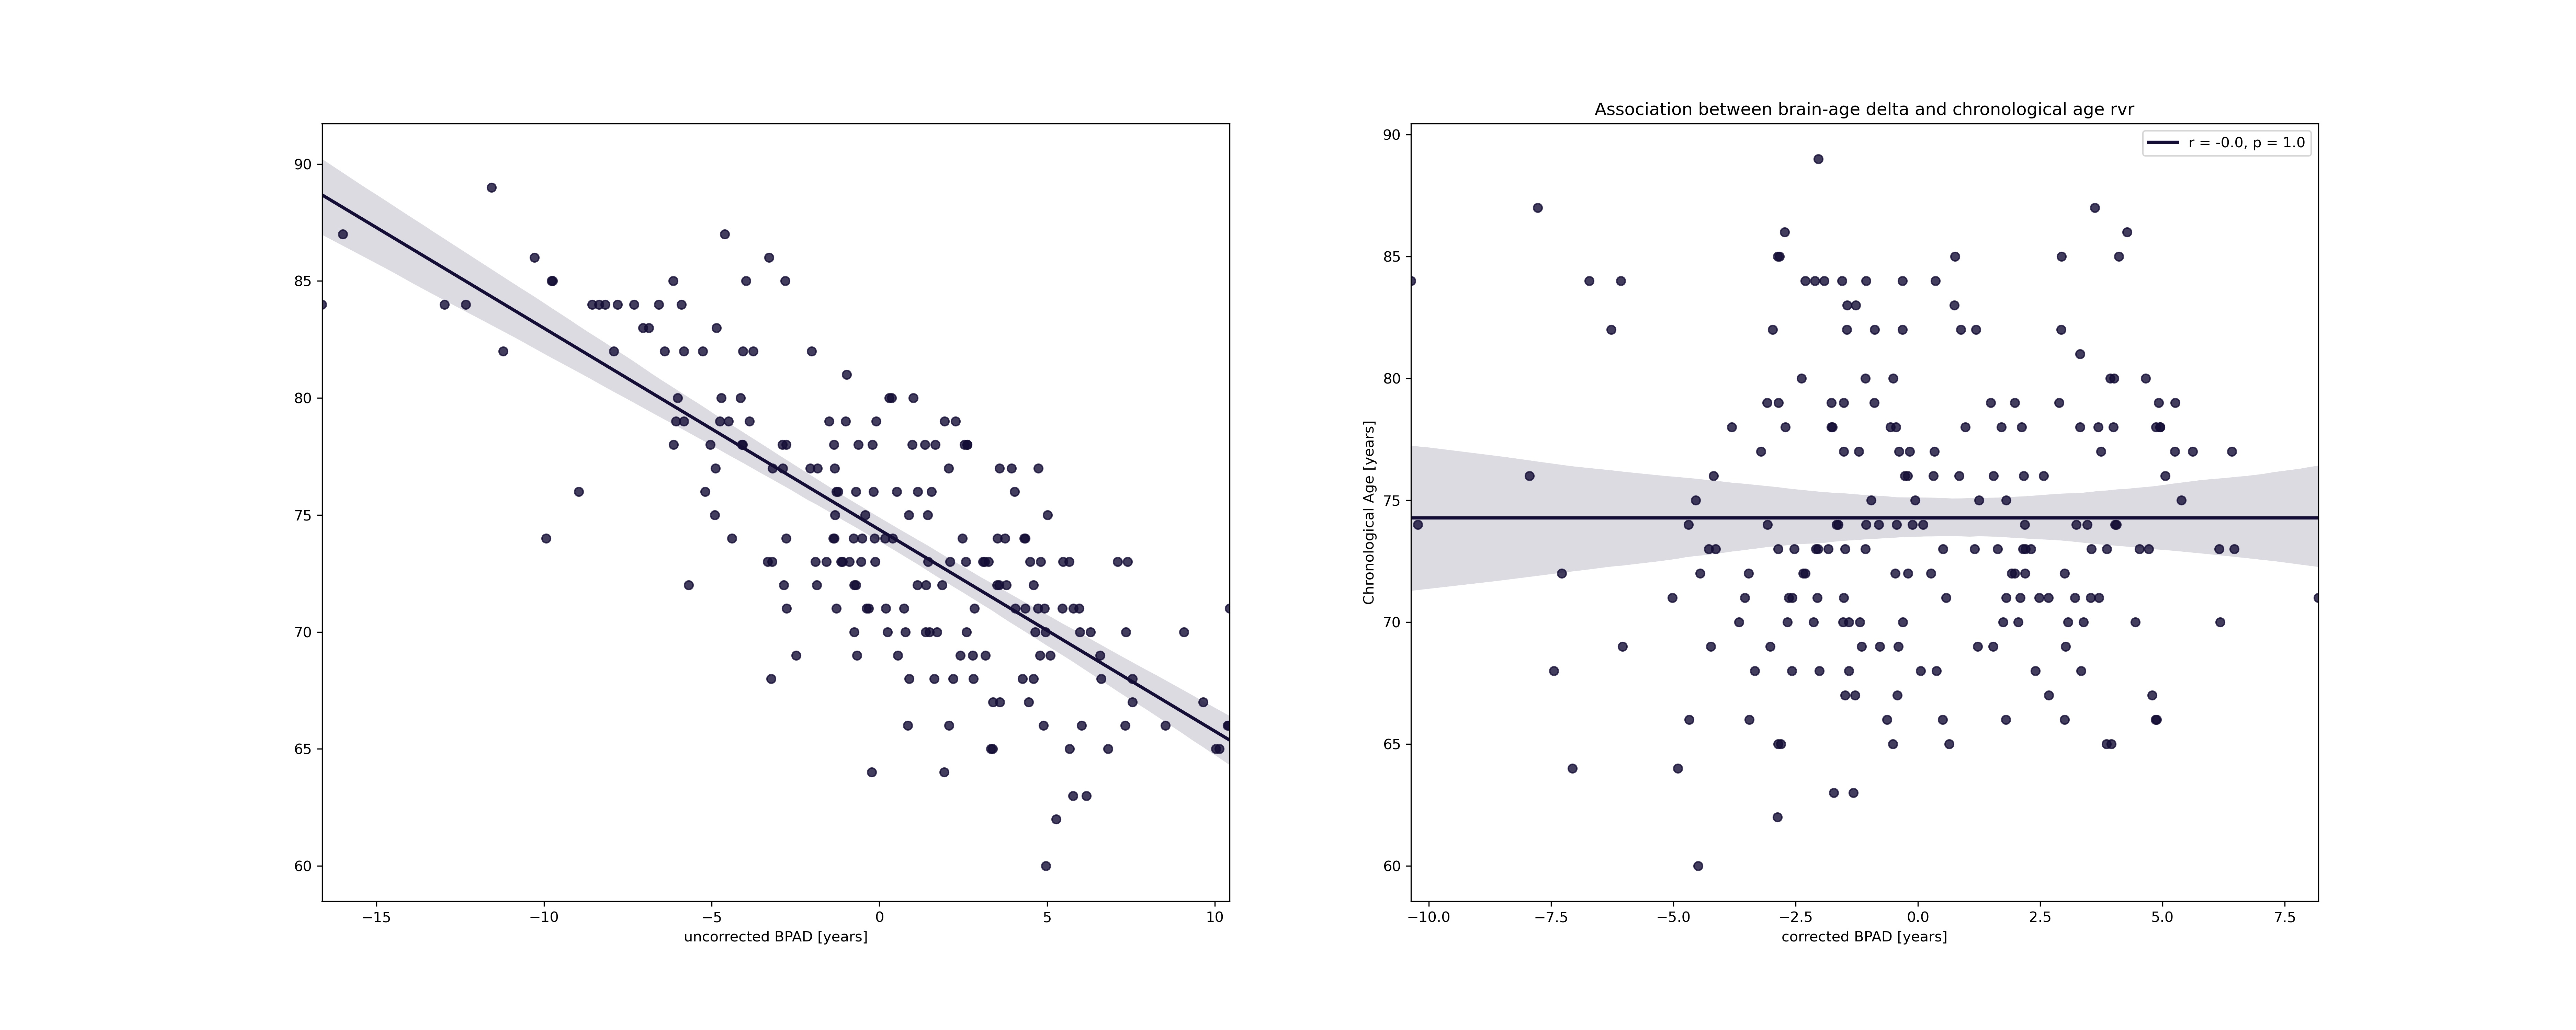 90
85
80
75
70
65
60
−15 −10 −5 0 5 10
uncorrected BPAD [years]
Association between brain-age delta and chronological age rvr
r = -0.0, p = 1.0
Chronological Age [years]
90
85
80
75
70
65
60
−10.0 −7.5 −5.0 −2.5 0.0 2.5 5.0 7.5
corrected BPAD [years]